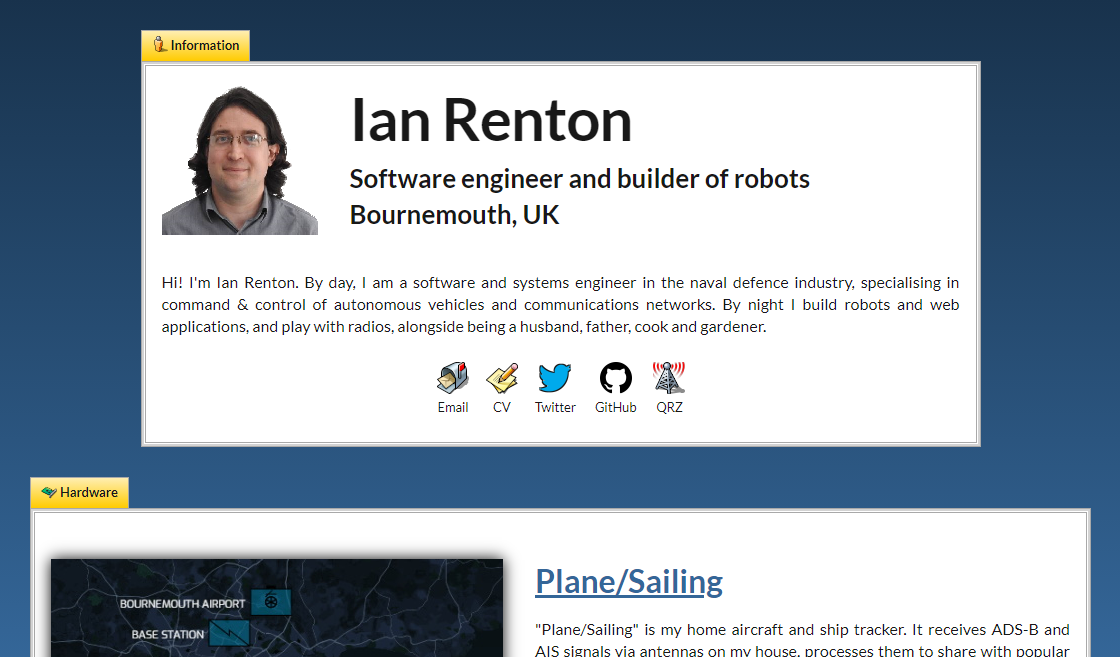 Information
Ian Renton
Software engineer and builder of robots
Bournemouth, UK
Hi! I'm Ian Renton. By day, I am a software and systems engineer in the naval defence industry, specialising in
command & control of autonomous vehicles and communications networks. By night I build robots and web
applications, and play with radios, alongside being a husband, father, cook and gardener.
Email CV Twitter GitHub QRZ
Hardware
BOURNEMOUTH AIRPORT
BASE STATION
Plane/Sailing
"Plane/Sailing" is my home aircraft and ship tracker. It receives ADS-B and
AIS signals via antennas on my house, processes them to share with popular